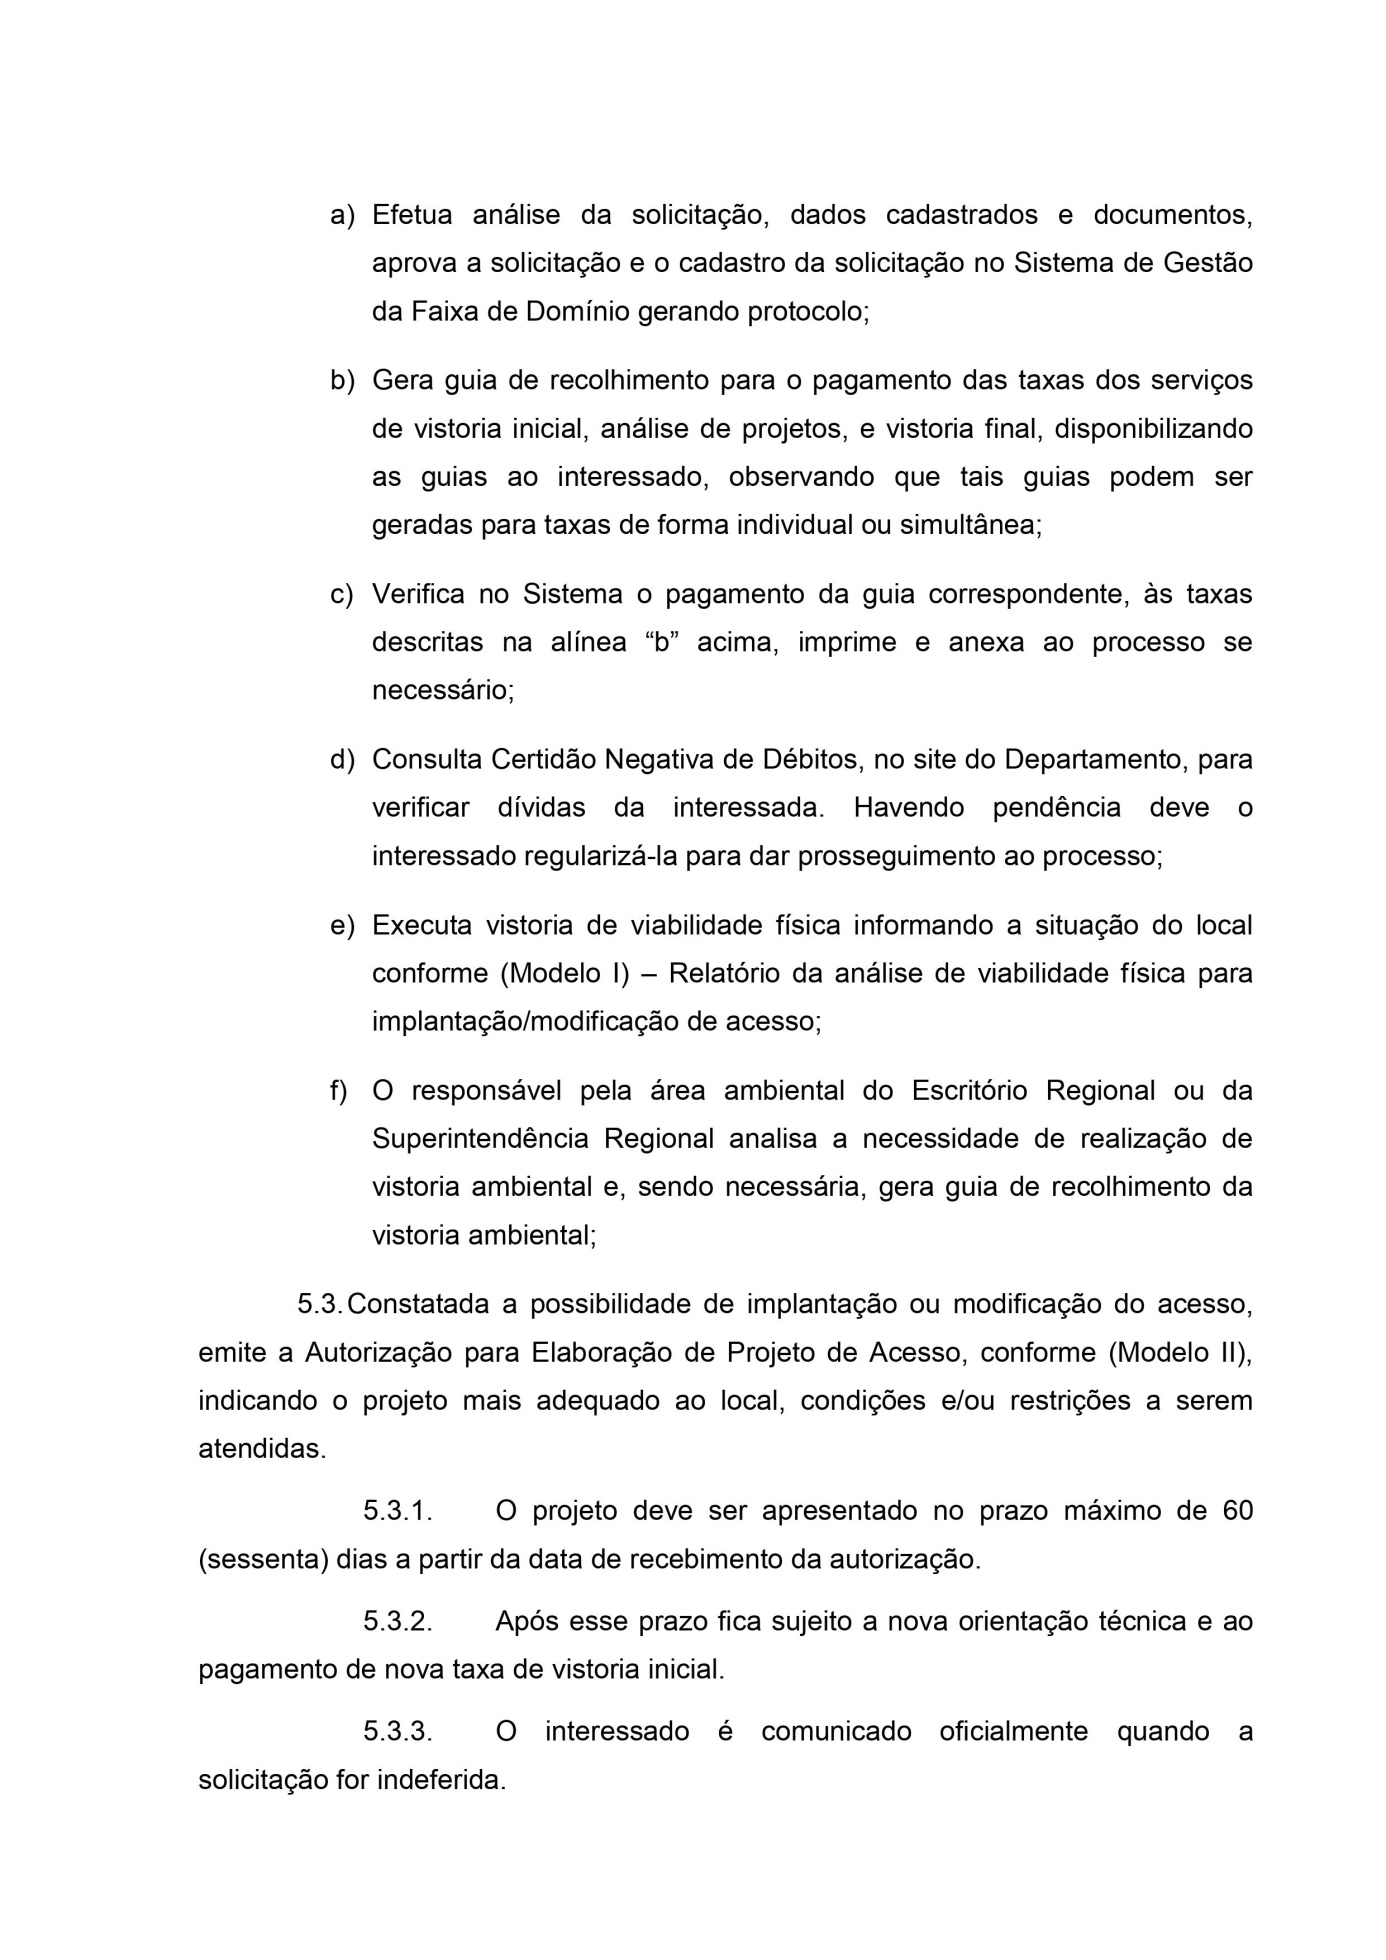 a) Efetua análise da solicitação, dados cadastrados e documentos,
aprova a solicitação e o cadastro da solicitação no Sistema de Gestão
da Faixa de Domínio gerando protocolo;
b) Gera guia de recolhimento para o pagamento das taxas dos serviços
de vistoria inicial, análise de projetos, e vistoria final, disponibilizando
as guias ao interessado, observando que tais guias podem ser
geradas para taxas de forma individual ou simultânea;
c) Verifica no Sistema o pagamento da guia correspondente, às taxas
descritas na alínea “b” acima, imprime e anexa ao processo se
necessário;
d) Consulta Certidão Negativa de Débitos, no site do Departamento, para
verificar dívidas da interessada. Havendo pendência deve o
interessado regularizá-la para dar prosseguimento ao processo;
e) Executa vistoria de viabilidade física informando a situação do local
conforme (Modelo I) – Relatório da análise de viabilidade física para
implantação/modificação de acesso;
f) O responsável pela área ambiental do Escritório Regional ou da
Superintendência Regional analisa a necessidade de realização de
vistoria ambiental e, sendo necessária, gera guia de recolhimento da
vistoria ambiental;
5.3. Constatada a possibilidade de implantação ou modificação do acesso,
emite a Autorização para Elaboração de Projeto de Acesso, conforme (Modelo II),
indicando o projeto mais adequado ao local, condições e/ou restrições a serem
atendidas.
5.3.1. O projeto deve ser apresentado no prazo máximo de 60
(sessenta) dias a partir da data de recebimento da autorização.
5.3.2. Após esse prazo fica sujeito a nova orientação técnica e ao
pagamento de nova taxa de vistoria inicial.
5.3.3. O interessado é comunicado oficialmente quando a
solicitação for indeferida.